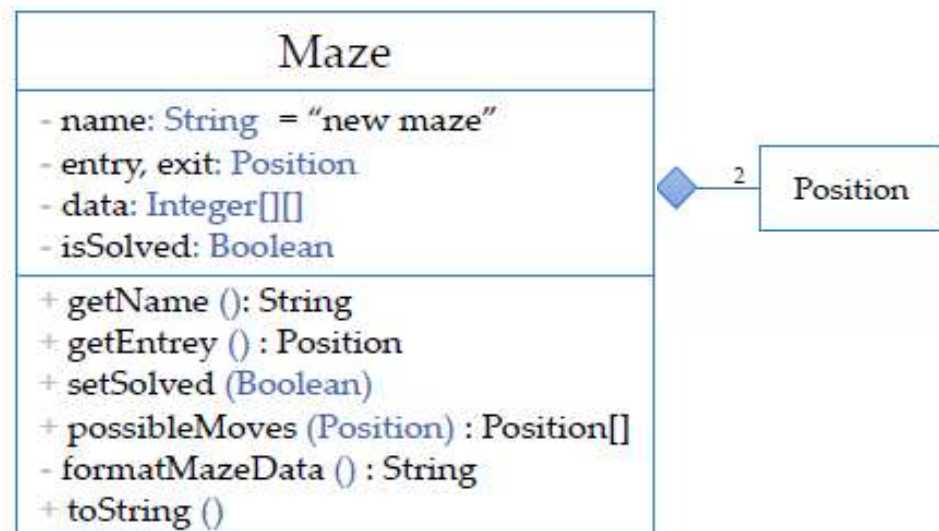 Maze
- name: String = “new maze”
- entry, exit: Position
- data: Integer[][]
- isSolved: Boolean
+ getName (): String
+ getEntrey () : Position
+ setSolved (Boolean)
+ possibleMoves (Position) : Position[]
- formatMazeData () : String
+ toString ()
2
Position